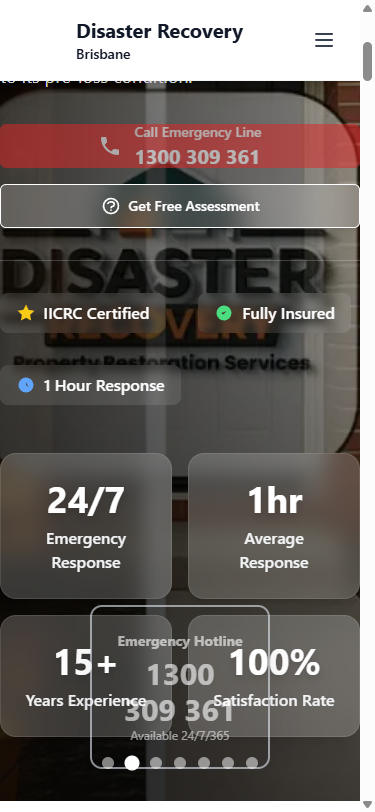 Disaster Recovery
Brisbane
to its pre-loss condition.
Call Emergency Line
1300 309 361
Get Free Assessment
DISASTER
IICRC Certified
Fully Insured
RECOVERY
Property Restoration Services
1 Hour Response
24/7
Emergency
Response
1hr
Average
Response
Emergency Hotline
1300
309 361
Available 24/7/365
15+
Years Experience
100%
Satisfaction Rate